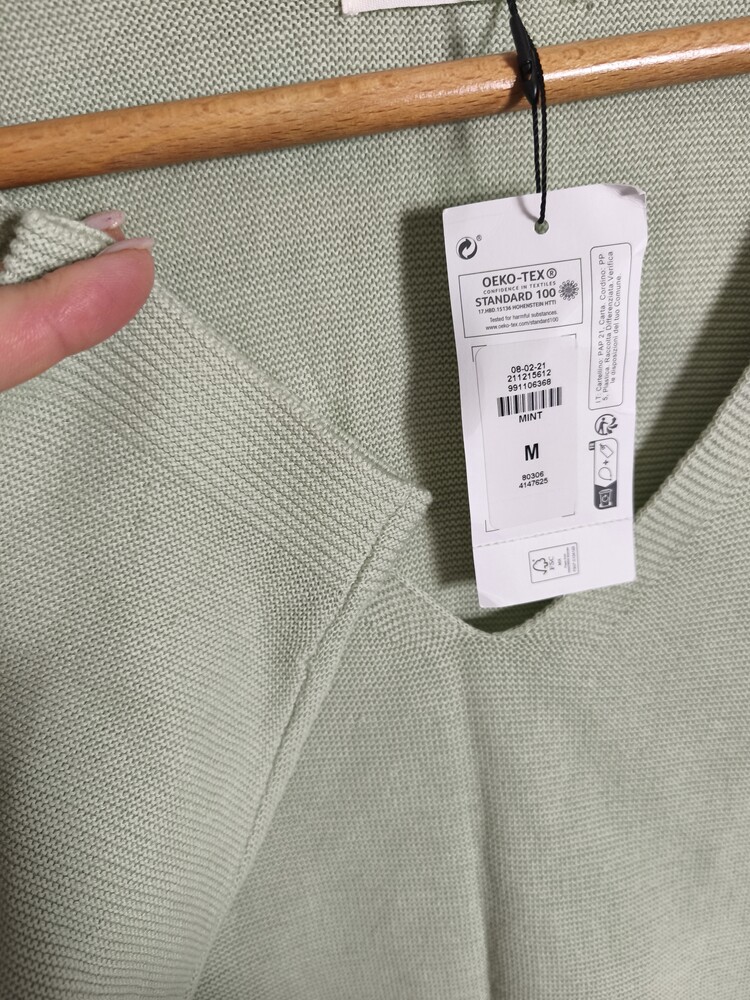 ®
OEKO-TEX®
CONFIDENCE IN TEXTILES
STANDARD 100
17.HBD.15136 HOHENSTEIN HTTI
Tested for harmful substances.
www.oeko-tex.com/standard100
IT: Cartellino: PAP 21, Carta. Cordino: PP
5, Plastica. Raccolta Differenziata.Verifica
le disposizioni del tuo Comune.
08-02-21
211215612
991106368
MINT
M
80306
4147625
FSC